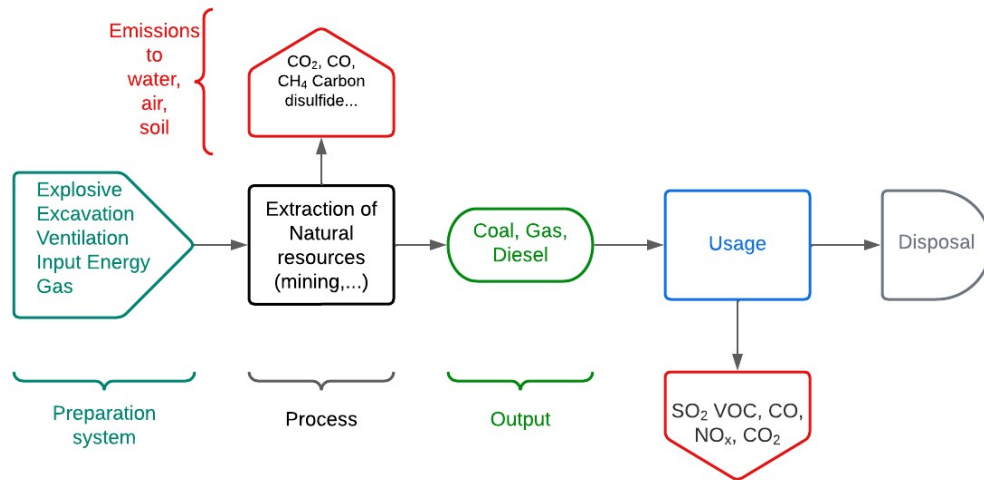 Emissions
to
water,
air,
soil
CO₂, CO,
CH₄ Carbon
disulfide...
Explosive
Excavation
Ventilation
Input Energy
Gas
Extraction of
Natural
resources
(mining,...)
Coal, Gas,
Diesel
Usage
Disposal
Preparation
system
Process
Output
SO₂ VOC, CO,
NOₓ, CO₂